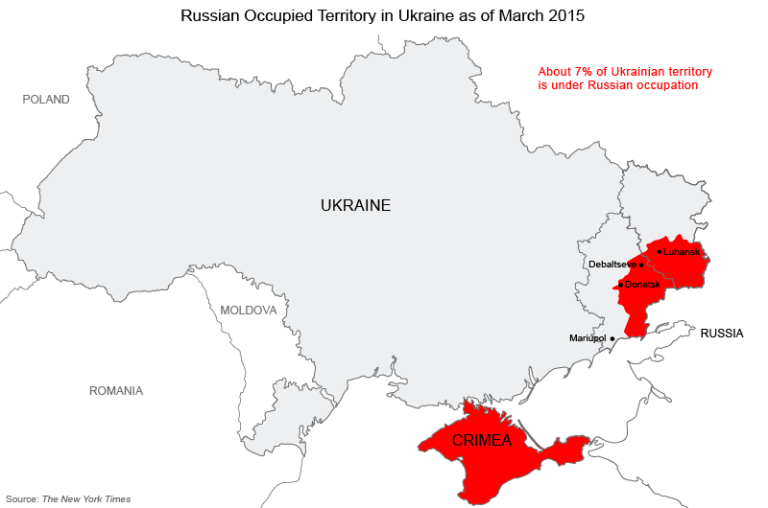 Russian Occupied Territory in Ukraine as of March 2015
About 7% of Ukrainian territory
is under Russian occupation
POLAND
UKRAINE
Luhansk
Debaltseve
Donetsk
MOLDOVA
Mariupol
RUSSIA
ROMANIA
CRIMEA
Source: The New York Times